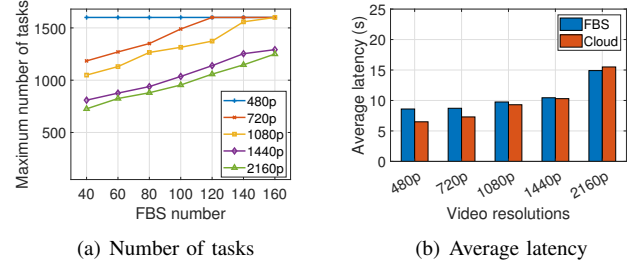 Maximum number of tasks
1500
1000
500
480p
720p
1080p
1440p
2160p
40 60 80 100 120 140 160
FBS number
(a) Number of tasks
Average latency (s)
25
20
15
10
5
0
FBS
Cloud
480p 720p 1080p 1440p 2160p
Video resolutions
(b) Average latency